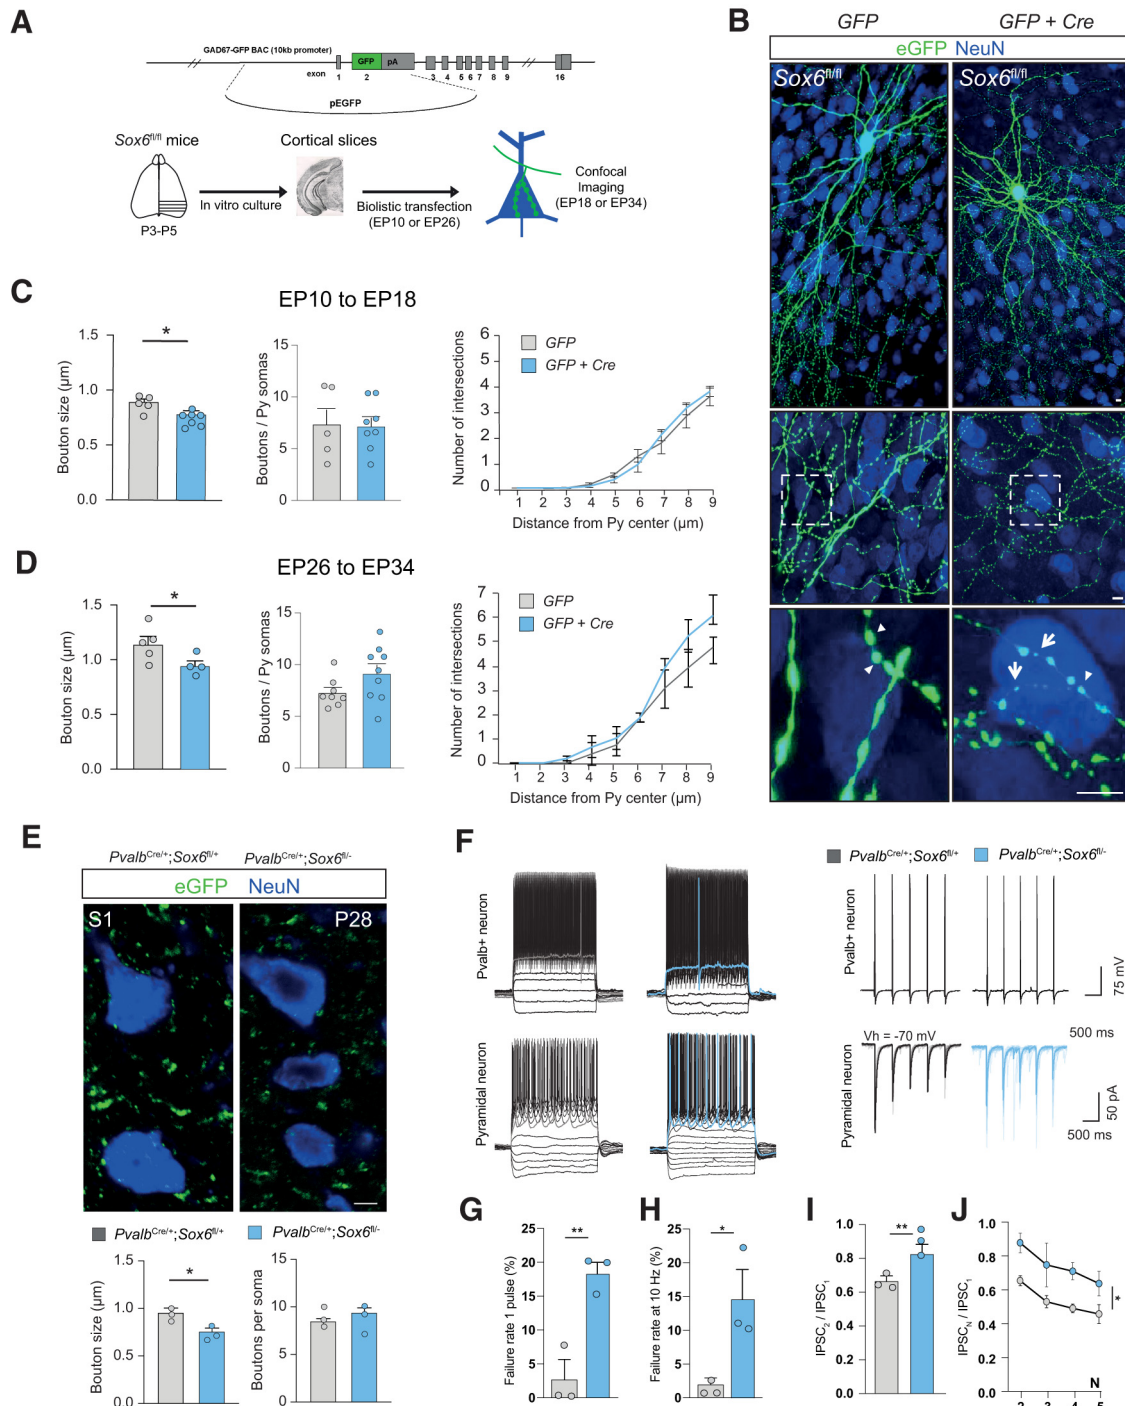 A
GAD67-GFP BAC (10kb promoter)
GFP pA
exon 1 2 3 4 5 6 7 8 9 16
pEGFP
Sox6fl/fl mice
Cortical slices
In vitro culture
Biolistic transfection
(EP10 or EP26)
Confocal
Imaging
(EP18 or EP34)
P3-P5
B
GFP GFP + Cre
eGFP NeuN
Sox6fl/fl Sox6fl/fl
C
EP10 to EP18
Bouton size (µm)
1.5
1.0
0.5
0.0
*
Boutons / Py somas
15
10
5
0
Number of intersections
6
5
4
3
2
1
0
GFP
GFP + Cre
1 2 3 4 5 6 7 8 9
Distance from Py center (µm)
D
EP26 to EP34
Bouton size (µm)
1.5
1.0
0.5
0.0
*
Boutons / Py somas
15
10
5
0
Number of intersections
7
6
5
4
3
2
1
0
GFP
GFP + Cre
1 2 3 4 5 6 7 8 9
Distance from Py center (µm)
E
PvalbCre/+;Sox6fl/+ PvalbCre/+;Sox6fl/-
eGFP NeuN
S1 P28
PvalbCre/+;Sox6fl/+ PvalbCre/+;Sox6fl/-
Bouton size (µm)
1.5
1.0
0.5
0.0
*
Boutons per soma
15
10
5
0
F
PvalbCre/+;Sox6fl/+ PvalbCre/+;Sox6fl/-
Pvalb+ neuron
Pyramidal neuron
Pvalb+ neuron
75 mV
500 ms
Pyramidal neuron
Vh = -70 mV
50 pA
500 ms
G
Failure rate 1 pulse (%)
25
20
15
10
5
0
**
H
Failure rate at 10 Hz (%)
25
20
15
10
5
0
*
I
IPSC2 / IPSC1
1.0
0.8
0.6
0.4
0.2
0.0
**
J
IPSCN / IPSC1
1.0
0.8
0.6
0.4
0.2
0.0
*
N
2 3 4 5